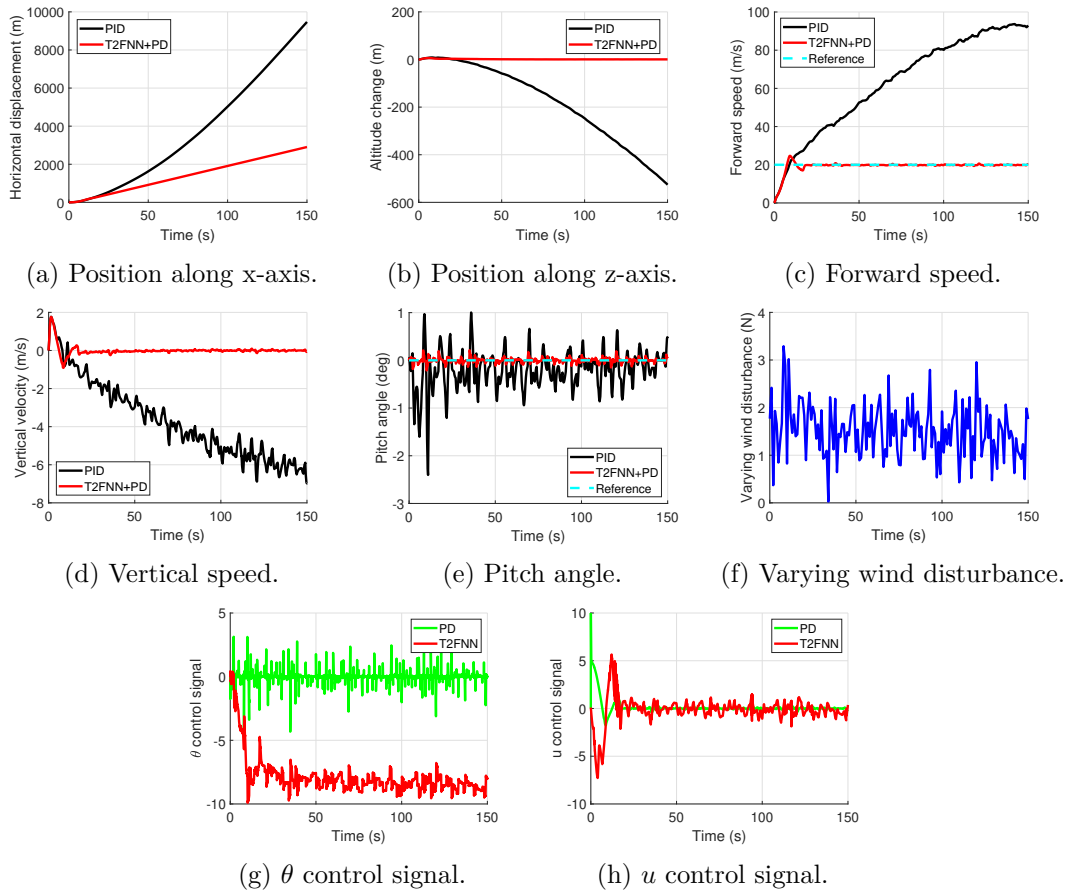 10000
8000
6000
4000
2000
0
0 50 100 150
Horizontal displacement (m)
Time (s)
PID
T2FNN+PD
200
0
-200
-400
-600
0 50 100 150
Altitude change (m)
Time (s)
PID
T2FNN+PD
100
80
60
40
20
0
0 50 100 150
Forward speed (m/s)
Time (s)
PID
T2FNN+PD
Reference
(a) Position along x-axis.
(b) Position along z-axis.
(c) Forward speed.
2
0
-2
-4
-6
-8
0 50 100 150
Vertical velocity (m/s)
Time (s)
PID
T2FNN+PD
1
0
-1
-2
-3
0 50 100 150
Pitch angle (deg)
Time (s)
PID
T2FNN+PD
Reference
4
3
2
1
0
0 50 100 150
Varying wind disturbance (N)
Time (s)
(d) Vertical speed.
(e) Pitch angle.
(f) Varying wind disturbance.
5
0
-5
-10
0 50 100 150
θ control signal
Time (s)
PD
T2FNN
10
5
0
-5
-10
0 50 100 150
u control signal
Time (s)
PD
T2FNN
(g) θ control signal.
(h) u control signal.